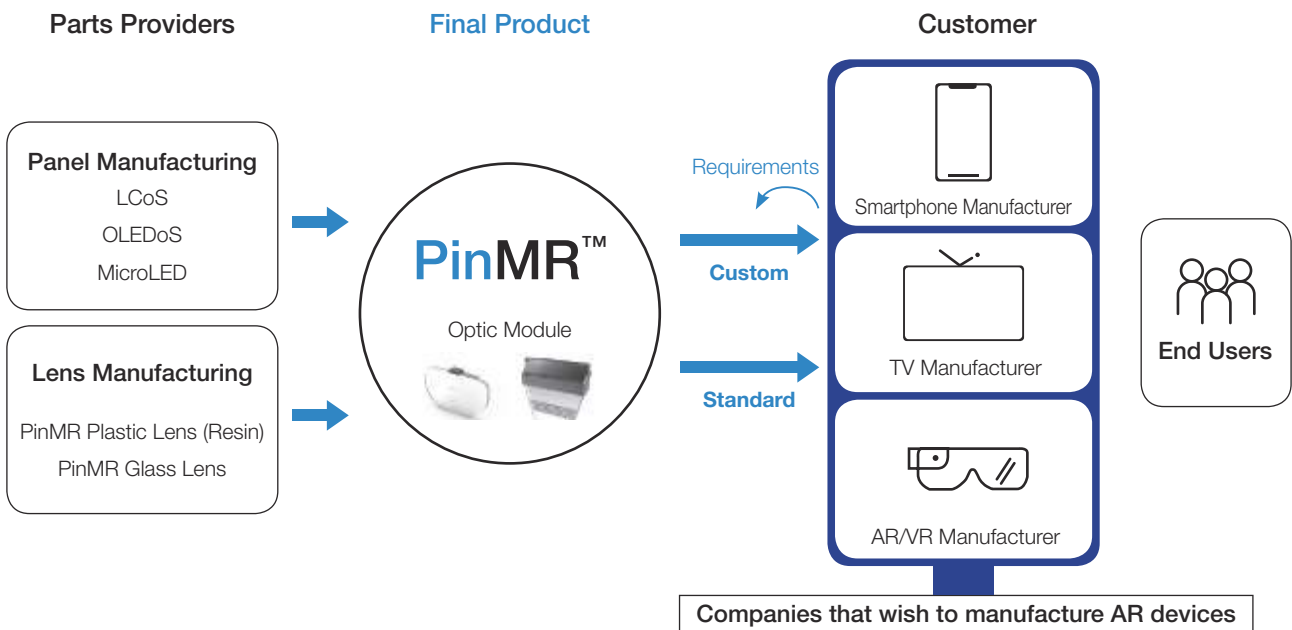 Parts Providers
Final Product
Customer
Panel Manufacturing
LCoS
OLEDoS
MicroLED
Lens Manufacturing
PinMR Plastic Lens (Resin)
PinMR Glass Lens
PinMR™
Optic Module
Requirements
Custom
Standard
Smartphone Manufacturer
TV Manufacturer
AR/VR Manufacturer
Companies that wish to manufacture AR devices
End Users